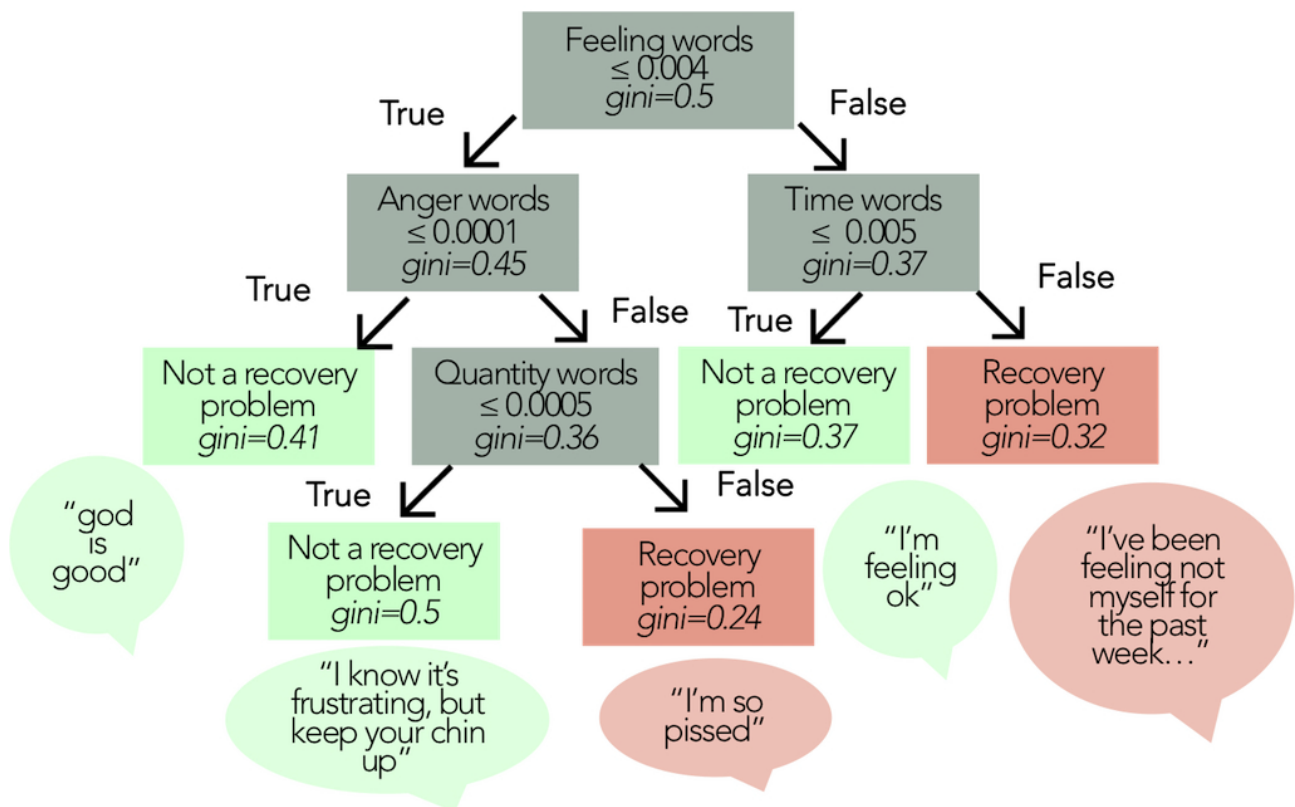 Feeling words
≤ 0.004
gini=0.5
True
False
Anger words
≤ 0.0001
gini=0.45
Time words
≤ 0.005
gini=0.37
True
False
True
False
Not a recovery
problem
gini=0.41
Quantity words
≤ 0.0005
gini=0.36
Not a recovery
problem
gini=0.37
Recovery
problem
gini=0.32
True
False
“god
is
good”
Not a recovery
problem
gini=0.5
Recovery
problem
gini=0.24
“I'm
feeling
ok”
“I've been
feeling not
myself for
the past
week...”
“I know it's
frustrating, but
keep your chin
up”
“I'm so
pissed”